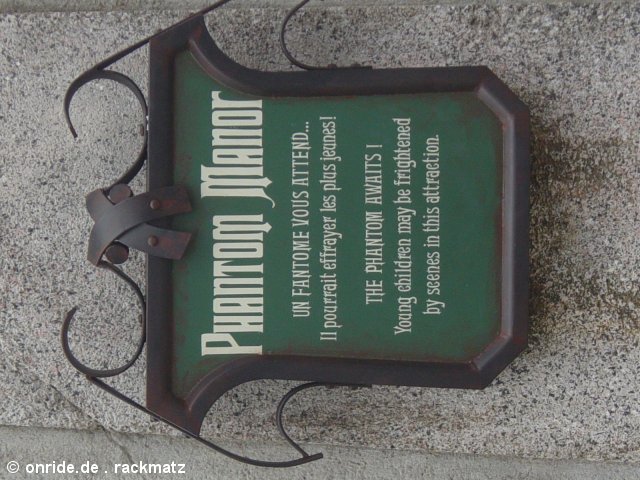 PHANTOM MANOR
UN FANTOME VOUS ATTEND...
Il pourrait effrayer les plus jeunes!
THE PHANTOM AWAITS !
Young children may be frightened
by scenes in this attraction.
© onride.de . rackmatz